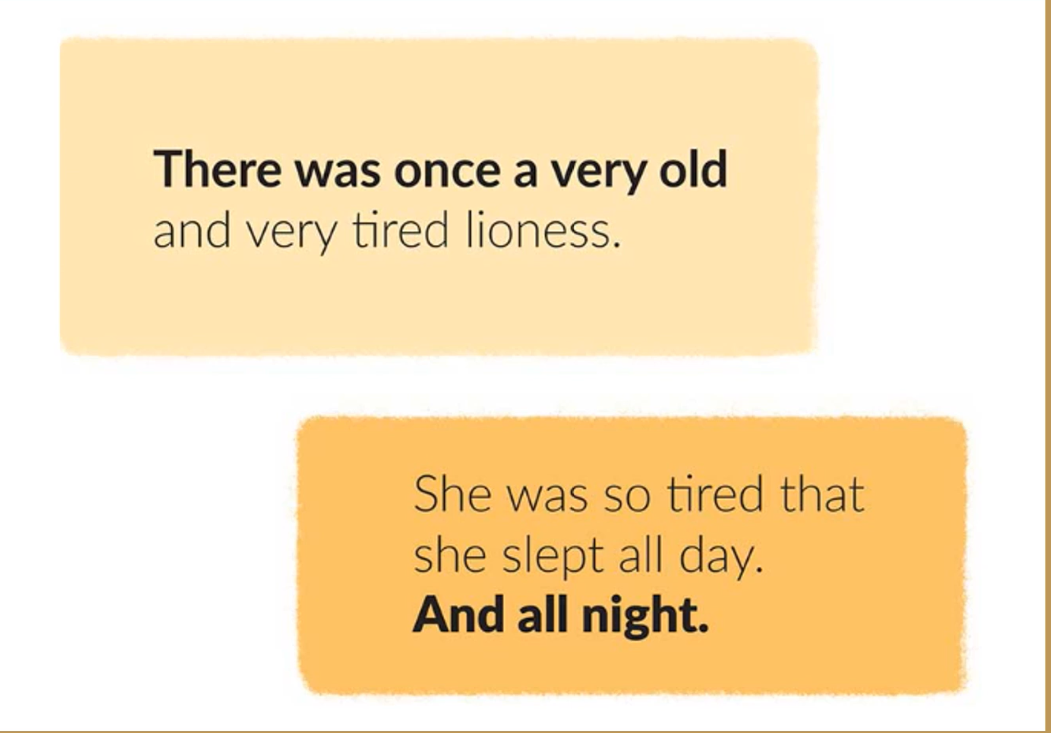 There was once a very old
and very tired lioness.
She was so tired that
she slept all day.
And all night.